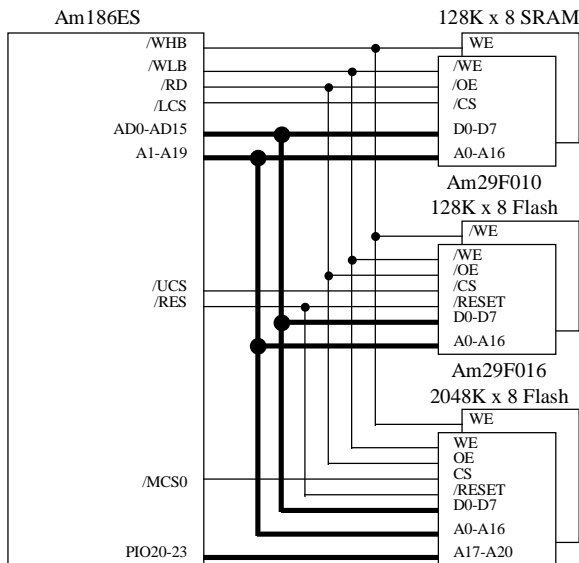 Am186ES
128K x 8 SRAM
/WHB
WE
/WLB
/WE
/RD
/OE
/LCS
/CS
AD0-AD15
D0-D7
A1-A19
A0-A16
Am29F010
128K x 8 Flash
/WE
/WE
/OE
/UCS
/CS
/RES
/RESET
D0-D7
A0-A16
Am29F016
2048K x 8 Flash
WE
WE
OE
/MCS0
CS
/RESET
D0-D7
A0-A16
PIO20-23
A17-A20